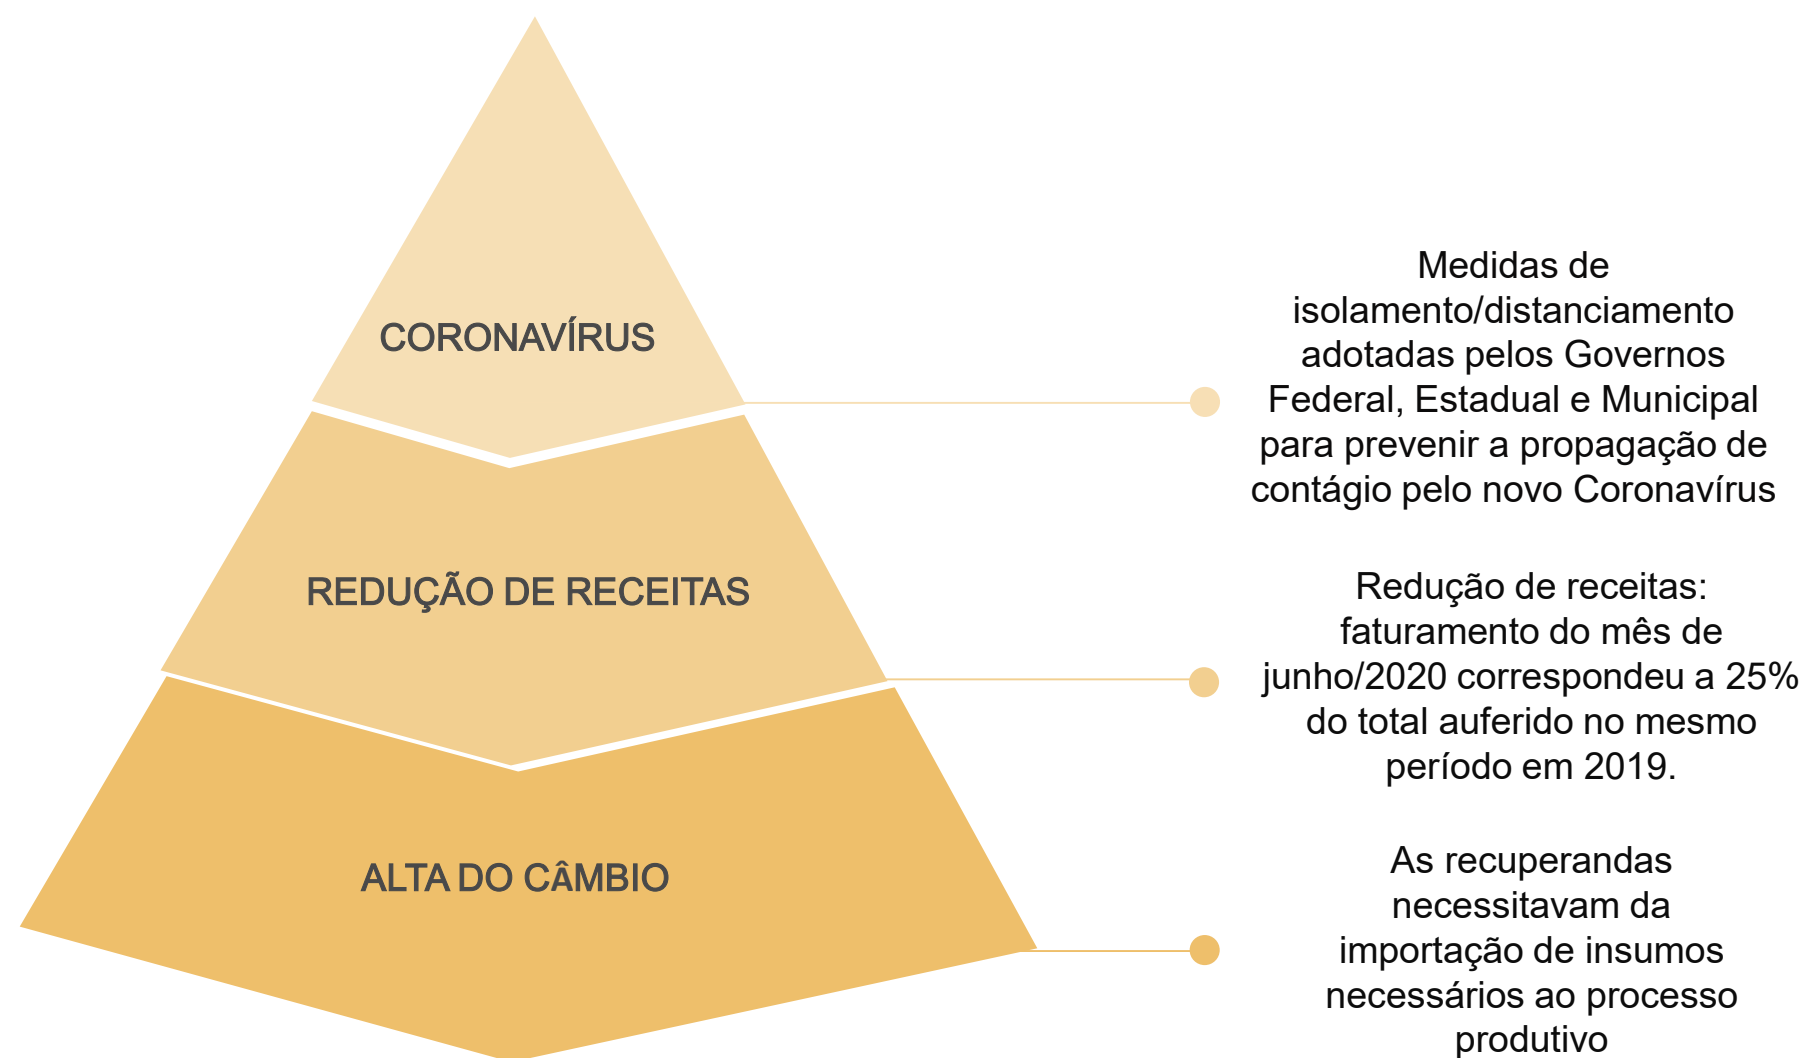 CORONAVÍRUS
Medidas de
isolamento/distanciamento
adotadas pelos Governos
Federal, Estadual e Municipal
para prevenir a propagação de
contágio pelo novo Coronavírus
REDUÇÃO DE RECEITAS
Redução de receitas:
faturamento do mês de
junho/2020 correspondeu a 25%
do total auferido no mesmo
período em 2019.
ALTA DO CÂMBIO
As recuperandas
necessitavam da
importação de insumos
necessários ao processo
produtivo